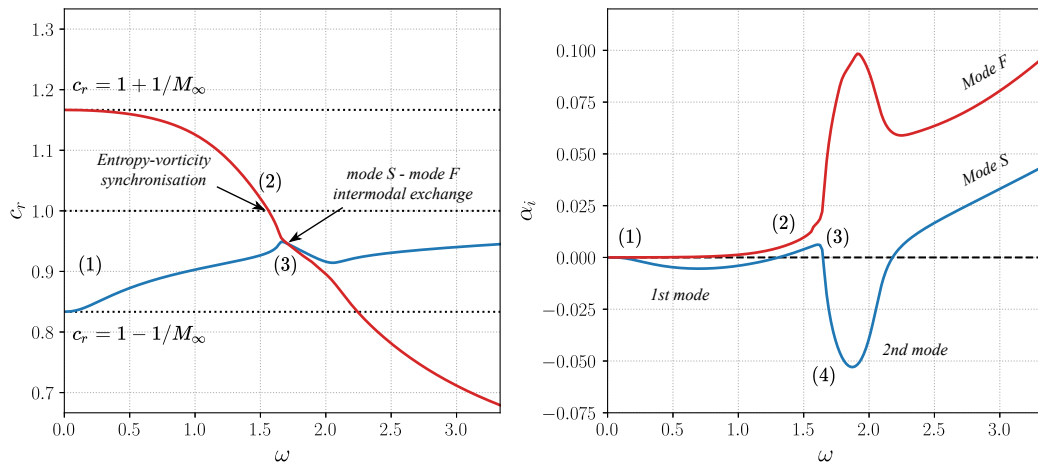 1.3
1.2
1.1
1.0
0.9
0.8
0.7
c_r
c_r = 1 + 1/M_∞
Entropy-vorticity
synchronisation
(2)
mode S - mode F
intermodal exchange
(1)
(3)
c_r = 1 − 1/M_∞
0.0 0.5 1.0 1.5 2.0 2.5 3.0
ω
0.100
0.075
0.050
0.025
0.000
−0.025
−0.050
−0.075
α_i
Mode F
Mode S
(1)
(2)
(3)
1st mode
2nd mode
(4)
0.0 0.5 1.0 1.5 2.0 2.5 3.0
ω